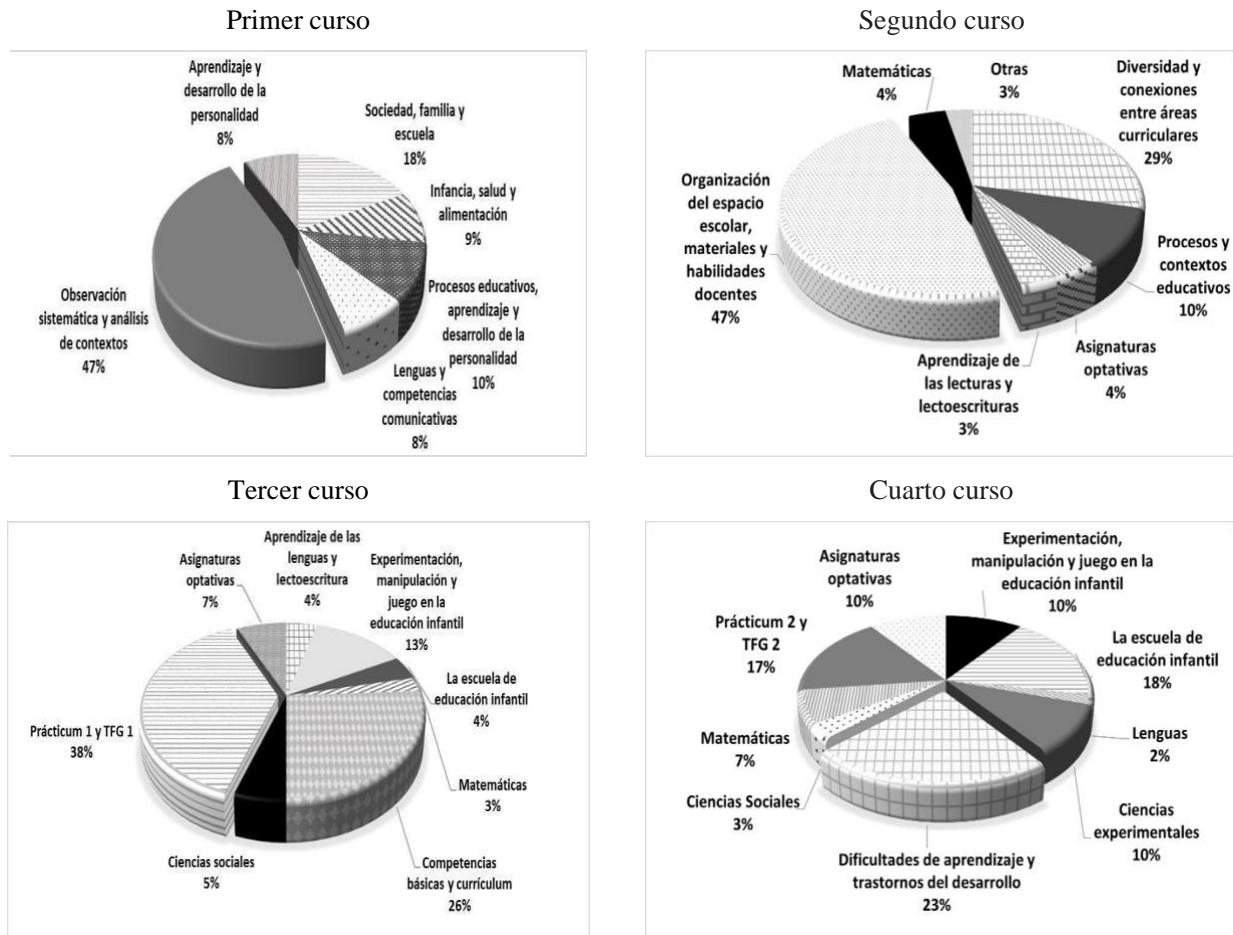 Primer curso
Aprendizaje y
desarrollo de la
personalidad
8%
Sociedad, familia y
escuela
18%
Infancia, salud y
alimentación
9%
Procesos educativos,
aprendizaje y
desarrollo de la
personalidad
10%
Lenguas y
competencias
comunicativas
8%
Observación
sistemática y análisis
de contextos
47%
Segundo curso
Matemáticas
4%
Otras
3%
Diversidad y
conexiones
entre áreas
curriculares
29%
Procesos y
contextos
educativos
10%
Asignaturas
optativas
4%
Aprendizaje de
las lecturas y
lectoescrituras
3%
Organización
del espacio
escolar,
materiales y
habilidades
docentes
47%
Tercer curso
Asignaturas
optativas
7%
Aprendizaje de las
lenguas y
lectoescritura
4%
Experimentación,
manipulación y
juego en la
educación infantil
13%
La escuela de
educación infantil
4%
Matemáticas
3%
Competencias
básicas y currículum
26%
Ciencias sociales
5%
Prácticum 1 y TFG 1
38%
Cuarto curso
Asignaturas
optativas
10%
Experimentación,
manipulación y juego en la
educación infantil
10%
La escuela de
educación infantil
18%
Lenguas
2%
Ciencias
experimentales
10%
Dificultades de aprendizaje y
trastornos del desarrollo
23%
Ciencias Sociales
3%
Matemáticas
7%
Prácticum 2 y
TFG 2
17%